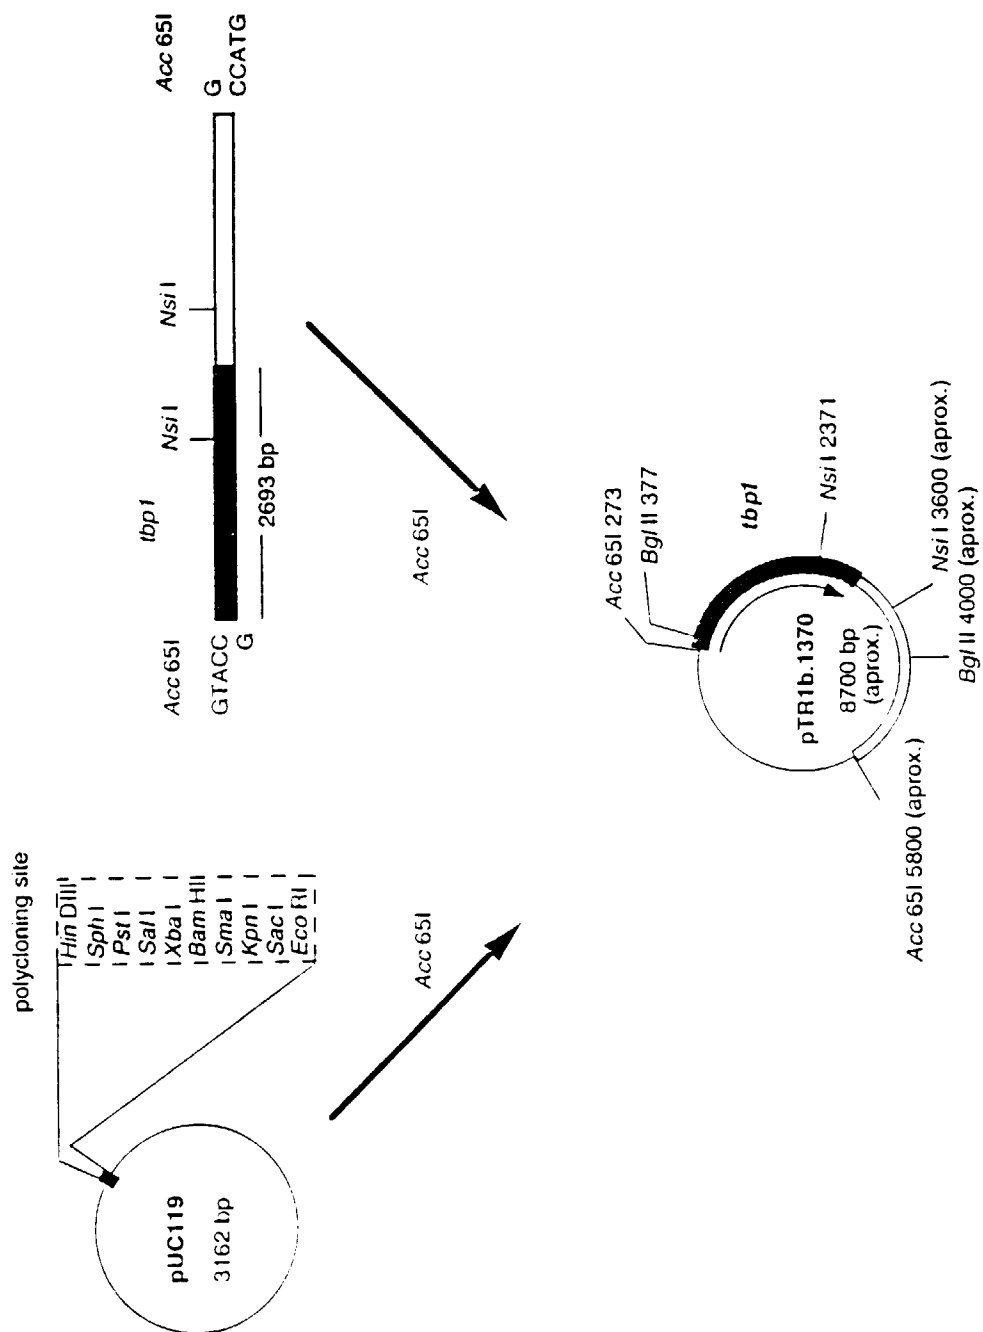 polycloning site
Hin DIII
Sph I
Pst I
Sal I
Xba I
Bam HII
Sma I
Kpn I
Sac I
Eco RI
pUC119
3162 bp
Acc 65I
tbp1
Acc 65I
Nsi I
Nsi I
GTACC
G
G
CCATG
2693 bp
Acc 65I
Acc 65I
Acc 65I 273
Bgl II 377
tbp1
Nsi I 2371
pTR1b.1370
8700 bp
(aprox.)
Nsi I 3600 (aprox.)
Bgl II 4000 (aprox.)
Acc 65I 5800 (aprox.)